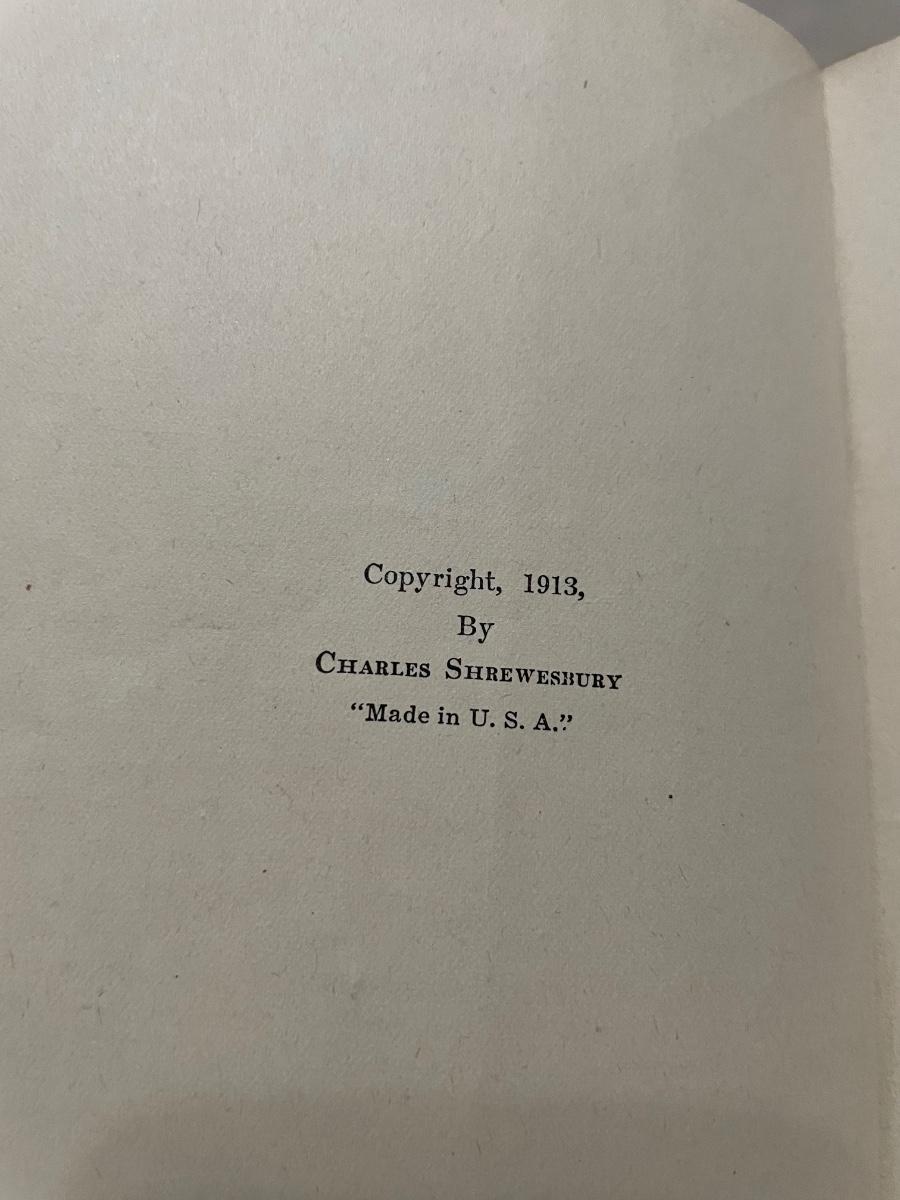 Copyright, 1913,
By
CHARLES SHREWESBURY
“Made in U. S. A.”